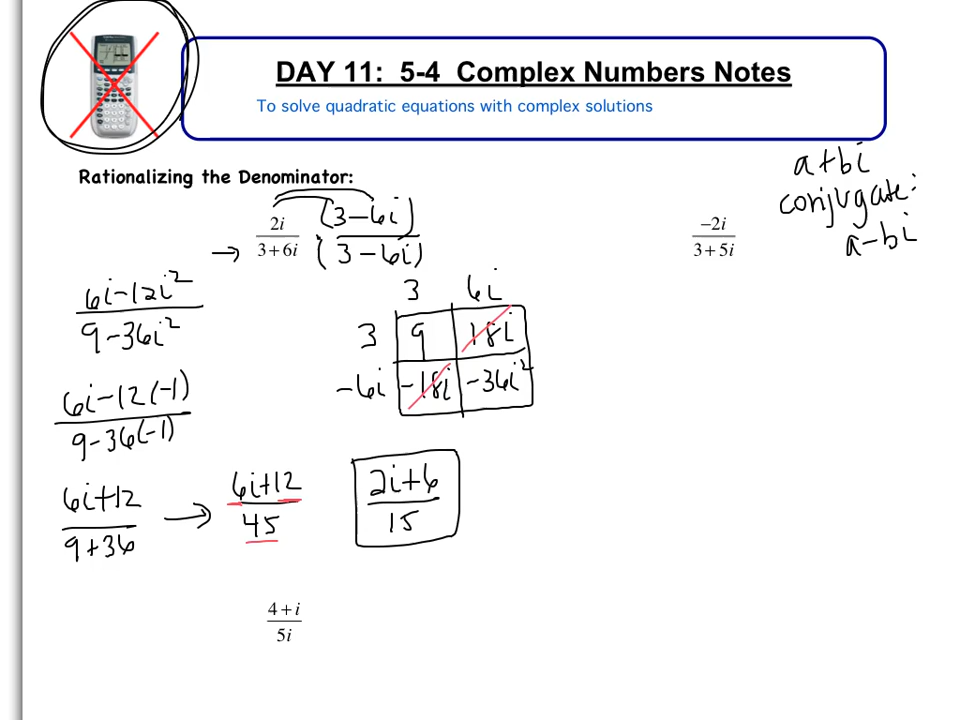 DAY 11: 5-4 Complex Numbers Notes
To solve quadratic equations with complex solutions
a+bi
conjugate:
a-bi
Rationalizing the Denominator:
→ 2i/(3+6i) (3-6i)/(3-6i)
-2i/(3+5i)
(6i-12i²)/(9-36i²)
3 6i
3 9 18i
-6i -18i -36i²
(6i-12(-1))/(9-36(-1))
(6i+12)/(9+36) → (6i+12)/45
(2i+6)/15
(4+i)/5i